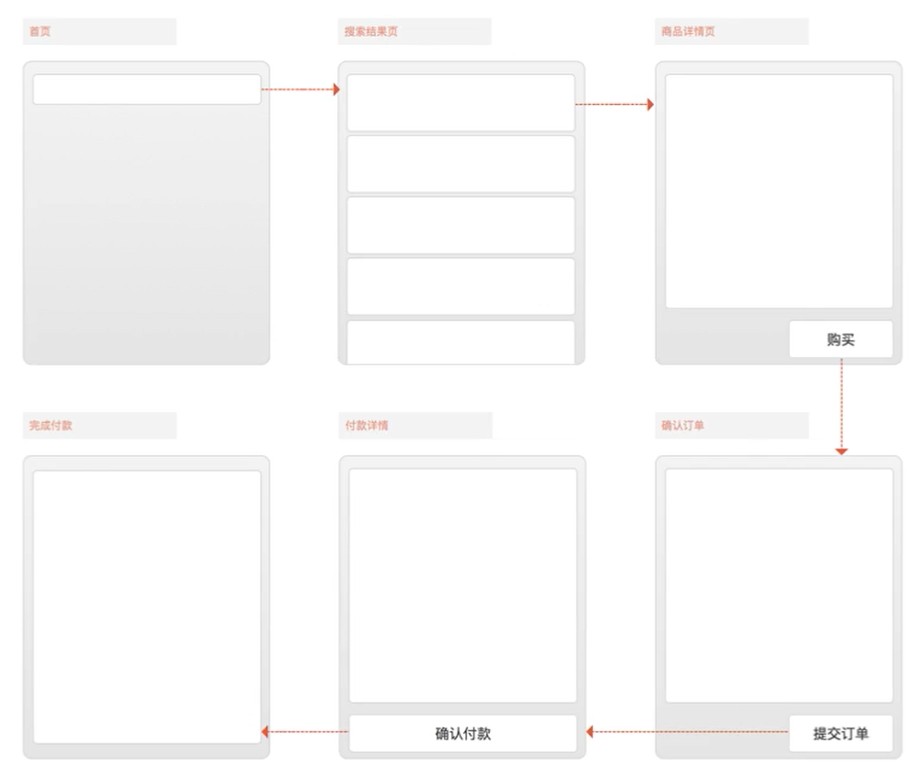 首页
搜索结果页
商品详情页
购买
完成付款
付款详情
确认订单
确认付款
提交订单